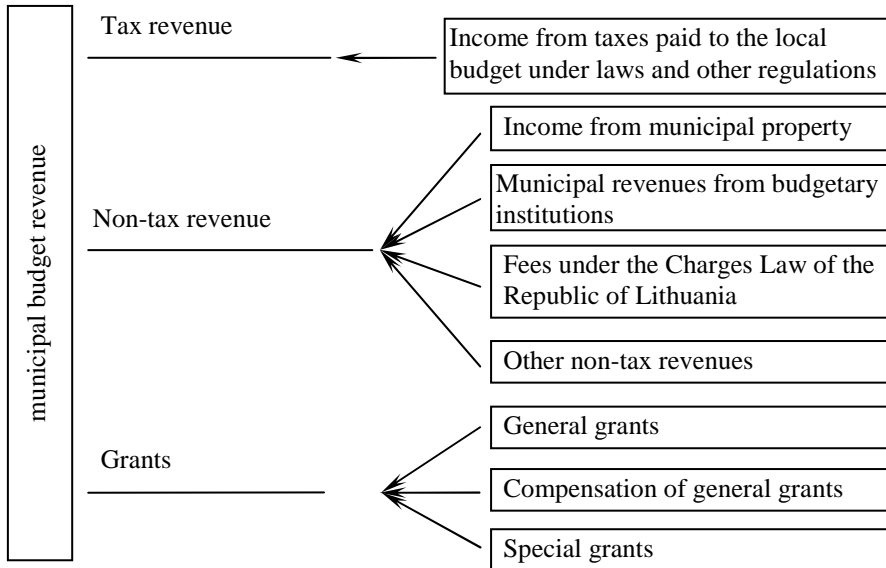 municipal budget revenue
Tax revenue
Income from taxes paid to the local
budget under laws and other regulations
Non-tax revenue
Income from municipal property
Municipal revenues from budgetary
institutions
Fees under the Charges Law of the
Republic of Lithuania
Other non-tax revenues
Grants
General grants
Compensation of general grants
Special grants